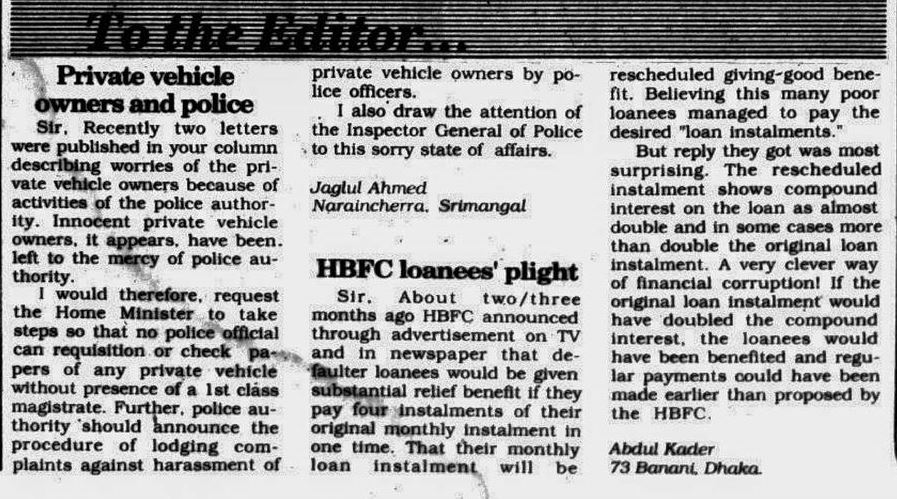 To the Editor...
Private vehicle
owners and police
Sir, Recently two letters
were published in your column
describing worries of the pri-
vate vehicle owners because of
activities of the police author-
ity. Innocent private vehicle
owners, it appears, have been.
left to the mercy of police au-
thority.
I would therefore, request
the Home Minister to take
steps so that no police official
can requisition or check pa-
pers of any private vehicle
without presence of a 1st class
magistrate. Further, police au-
thority should announce the
procedure of lodging com-
plaints against harassment of
private vehicle owners by po-
lice officers.
I also draw the attention of
the Inspector General of Police
to this sorry state of affairs.
Jaglul Ahmed
Naraincherra, Srimangal
HBFC loanees' plight
Sir, About two/three
months ago HBFC announced
through advertisement on TV
and in newspaper that de-
faulter loanees would be given
substantial relief benefit if they
pay four instalments of their
original monthly instalment in
one time. That their monthly
loan instalment will be
rescheduled giving-good bene-
fit. Believing this many poor
loanees managed to pay the
desired "loan instalments."
But reply they got was most
surprising. The rescheduled
instalment shows compound
interest on the loan as almost
double and in some cases more
than double the original loan
instalment. A very clever way
of financial corruption! If the
original loan instalment would
have doubled the compound
interest, the loanees would
have been benefited and regu-
lar payments could have been
made earlier than proposed by
the HBFC.
Abdul Kader
73 Banani, Dhaka.